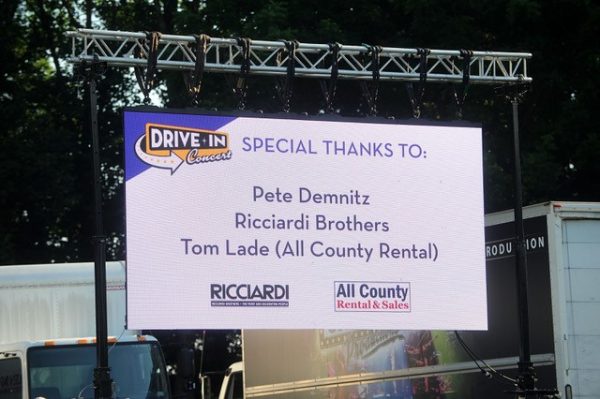 DRIVE-IN
Concert
SPECIAL THANKS TO:
Pete Demnitz
Ricciardi Brothers
Tom Lade (All County Rental)
RICCIARDI
All County
Rental & Sales
RODUCTION